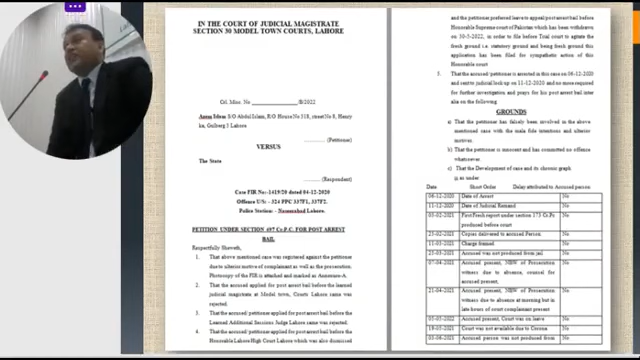 IN THE COURT OF JUDICIAL MAGISTRATE
SECTION 30 MODEL TOWN COURTS, LAHORE
Crl. Misc. No ____________/B/2022
S/O Abdul Islam, R/O House No 318, street No 8, Henry
Gulberg 3 Lahore
............ (Petitioner)
VERSUS
The State
............ (Respondent)
Case FIR.No:-1419/20 dated 04-12-2020
Offence U/S: - 324 PPC 337F1, 337F2.
Police Station: - Naseerabad Lahore.
PETITION UNDER SECTION 497 Cr.P.C. FOR POST ARREST
BAIL
Respectfully Sheweth,
1. That above mentioned case was registered against the petitioner
due to ulterior motive of complainant as well as the prosecution.
Photocopy of the FIR is attached and marked as Annexure-A.
2. That the accused applied for post arrest bail before the
learned judicial magistrate at Model town, Courts Lahore same
was rejected.
3. That the accused petitioner applied for post arrest bail before the
Learned Additional Sessions Judge Lahore same was rejected.
4. That the accused petitioner applied for post arrest bail before the
Honorable Lahore High Court Lahore which was also dismissed
and the petitioner preferred leave to appeal/post arrest bail before
Honorable Supreme court of Pakistan which has been withdrawn
on 30-5-2022, in order to file before Trial court to agitate the
fresh ground i.e. statutory ground and being fresh ground this
application has been filed for sympathetic action of this
Honorable court
5. That the accused/petitioner is arrested in this case on 06-12-2020
and sent to judicial lock up on 11-12-2020 and no more required
for further investigation and prays for his post arrest bail inter
alia on the following
GROUNDS
a) That the petitioner has falsely been involved in the above
mentioned case with the mala fide intentions and ulterior
motives.
b) That the petitioner is innocent and has committed no offence
whatsoever.
c) That the Development of case and its chronic graph
is as under
Date Short Order Delay attributed to Accused person
06-12-2020 Date of Arrest No
11-12-2020 Date of Judicial Remand No
03-02-2021 First Fresh report under section 173 Cr.Pc produced before court No
25-02-2021 Copies delivered to accused Person. No
11-03-2021 Charge framed No
25-03-2021 Accused was not produced from jail No
07-04-2021 Accused present, NBW of Prosecution witness due to absence, counsel for accused present. No
21-04-2021 Accused present, NBW of Prosecution witness due to absence at morning but in late hours of court complainant present No
Accused present, Court was on leave No
19-05-2021 Court was not available due to Corona No
03-06-2021 Accused person was not produced from No